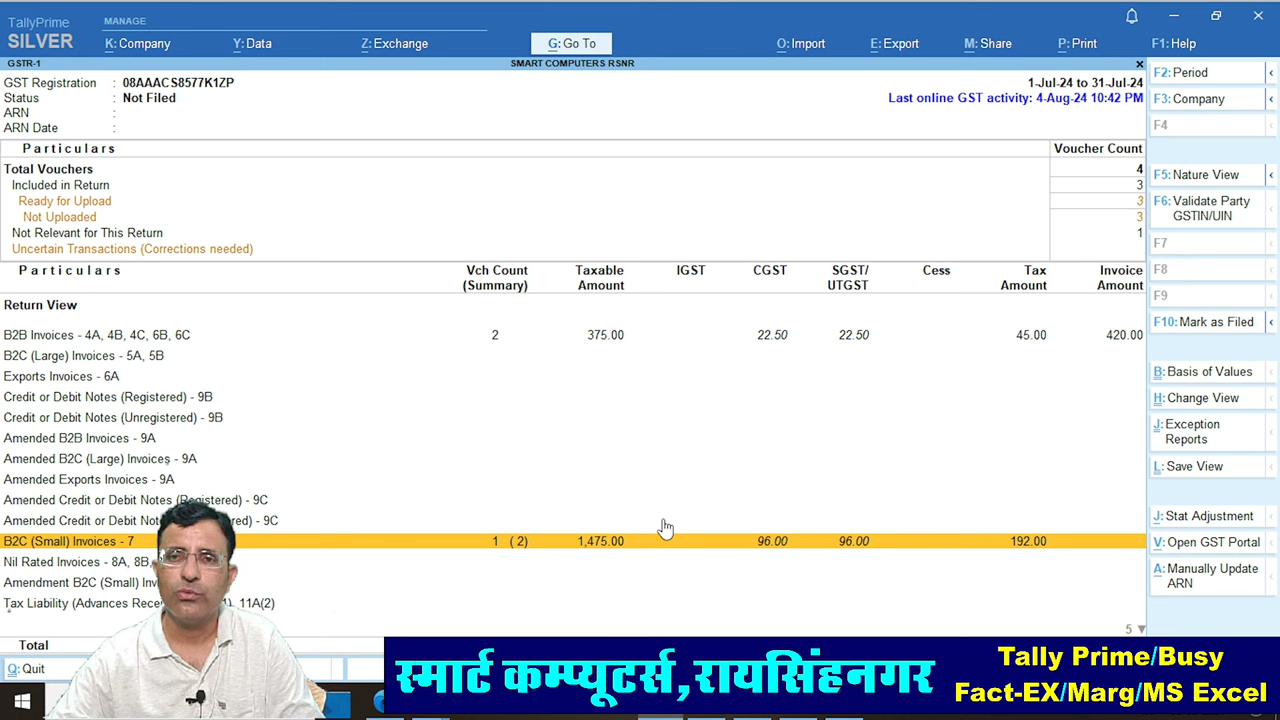 TallyPrime
SILVER
MANAGE
K: Company
Y: Data
Z: Exchange
G: Go To
O: Import
E: Export
M: Share
P: Print
F1: Help
GSTR-1
SMART COMPUTERS RSNR
GST Registration : 08AAACS8577K1ZP
1-Jul-24 to 31-Jul-24
Status : Not Filed
Last online GST activity: 4-Aug-24 10:42 PM
ARN :
ARN Date :
Particulars Voucher Count
Total Vouchers 4
Included in Return 3
Ready for Upload 3
Not Uploaded 3
Not Relevant for This Return 1
Uncertain Transactions (Corrections needed)
Particulars Vch Count (Summary) Taxable Amount IGST CGST SGST/ UTGST Cess Tax Amount Invoice Amount
Return View
B2B Invoices - 4A, 4B, 4C, 6B, 6C 2 375.00 22.50 22.50 45.00 420.00
B2C (Large) Invoices - 5A, 5B
Exports Invoices - 6A
Credit or Debit Notes (Registered) - 9B
Credit or Debit Notes (Unregistered) - 9B
Amended B2B Invoices - 9A
Amended B2C (Large) Invoices - 9A
Amended Exports Invoices - 9A
Amended Credit or Debit Notes (Registered) - 9C
Amended Credit or Debit Note ered) - 9C
B2C (Small) Invoices - 7 1 ( 2) 1,475.00 96.00 96.00 192.00
Nil Rated Invoices - 8A, 8B,
Amendment B2C (Small) Inv
Tax Liability (Advances Rece 11A(2)
5 ▼
Total
Q: Quit
F2: Period
F3: Company
F4
F5: Nature View
F6: Validate Party
GSTIN/UIN
F7
F8
F9
F10: Mark as Filed
B: Basis of Values
H: Change View
J: Exception
Reports
L: Save View
J: Stat Adjustment
V: Open GST Portal
A: Manually Update
ARN
स्मार्ट कम्प्यूटर्स,रायसिंहनगर
Tally Prime/Busy
Fact-EX/Marg/MS Excel